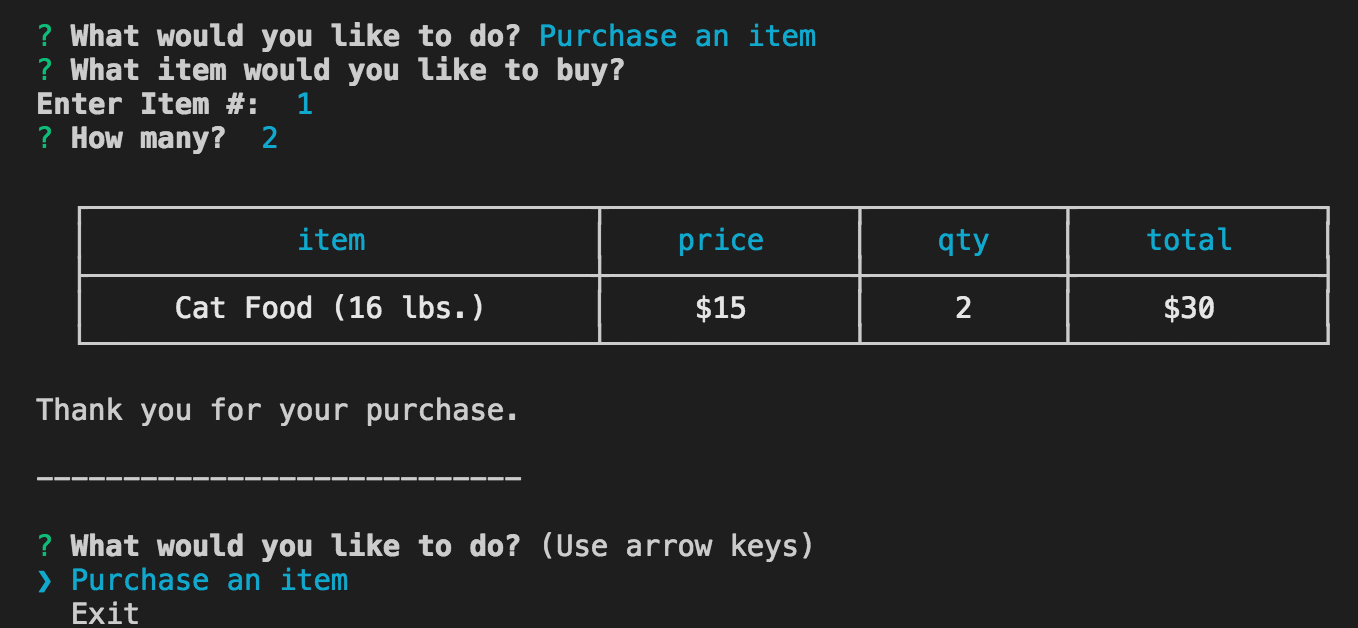 ? What would you like to do? Purchase an item
? What item would you like to buy?
Enter Item #: 1
? How many? 2
item price qty total
Cat Food (16 lbs.) $15 2 $30
Thank you for your purchase.
----------------------------
? What would you like to do? (Use arrow keys)
❯ Purchase an item
Exit